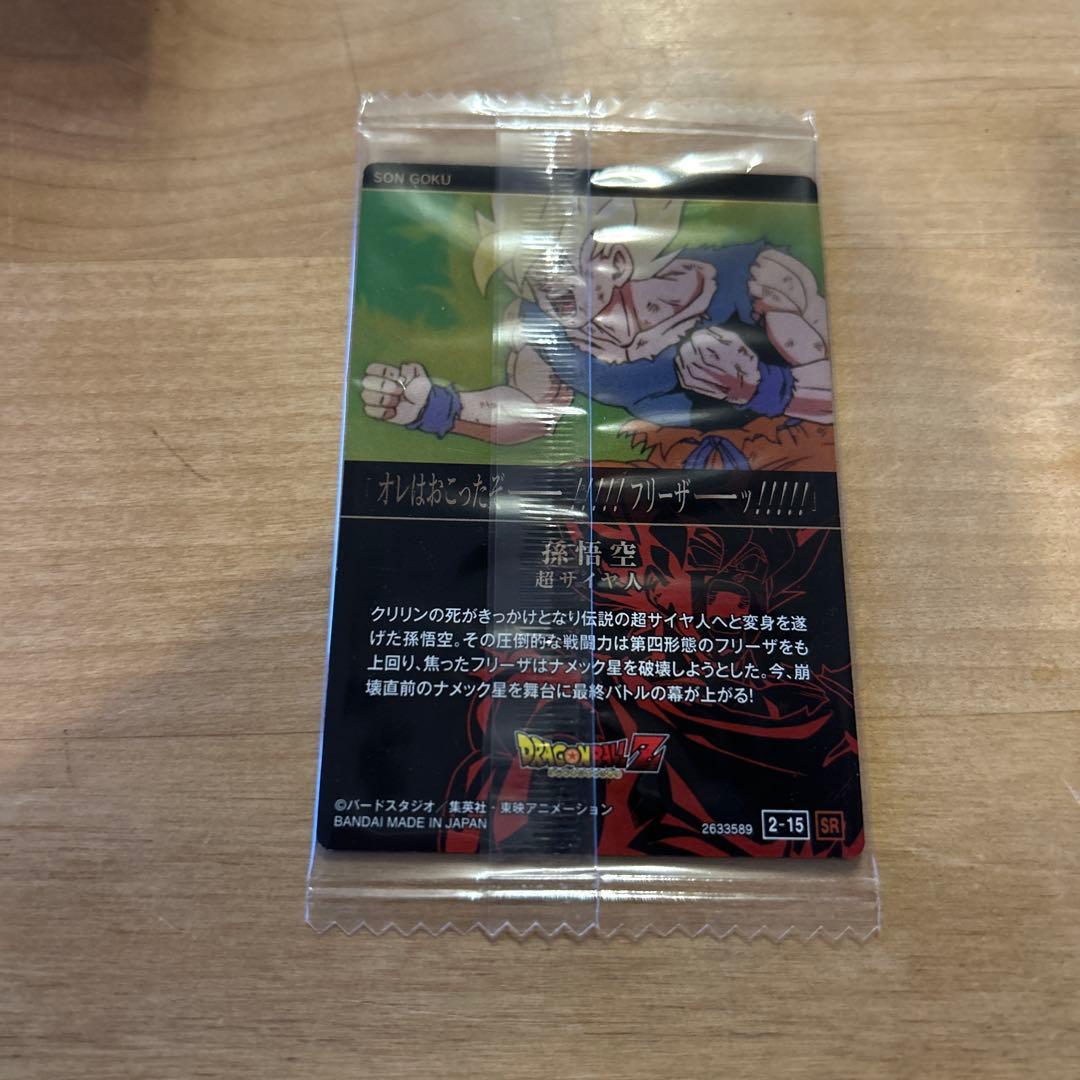 SON GOKU
「オレはおこったぞ――!!!!!フリーザ――ッ!!!!!」
孫悟空
超サイヤ人
クリリンの死がきっかけとなり伝説の超サイヤ人へと変身を遂
げた孫悟空。その圧倒的な戦闘力は第四形態のフリーザをも
上回り、焦ったフリーザはナメック星を破壊しようとした。今、崩
壊直前のナメック星を舞台に最終バトルの幕が上がる!
DRAGONBALL Z
©バードスタジオ/集英社・東映アニメーション
BANDAI MADE IN JAPAN
2633589 2-15 SR